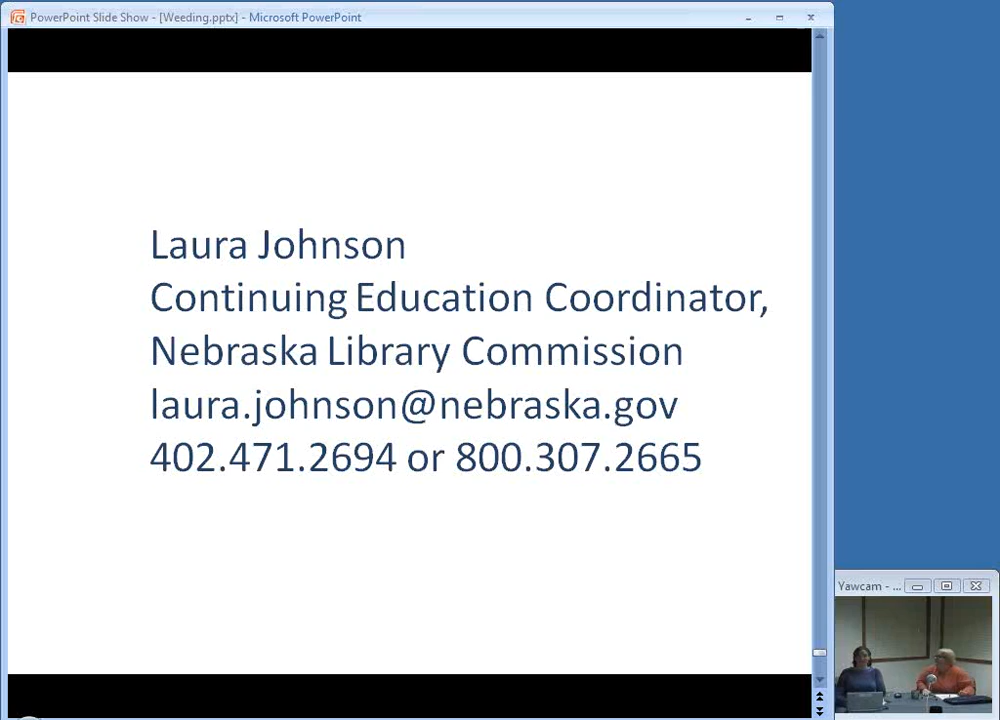 PowerPoint Slide Show - [Weeding.pptx] - Microsoft PowerPoint
Laura Johnson
Continuing Education Coordinator,
Nebraska Library Commission
laura.johnson@nebraska.gov
402.471.2694 or 800.307.2665
Yawcam - ...